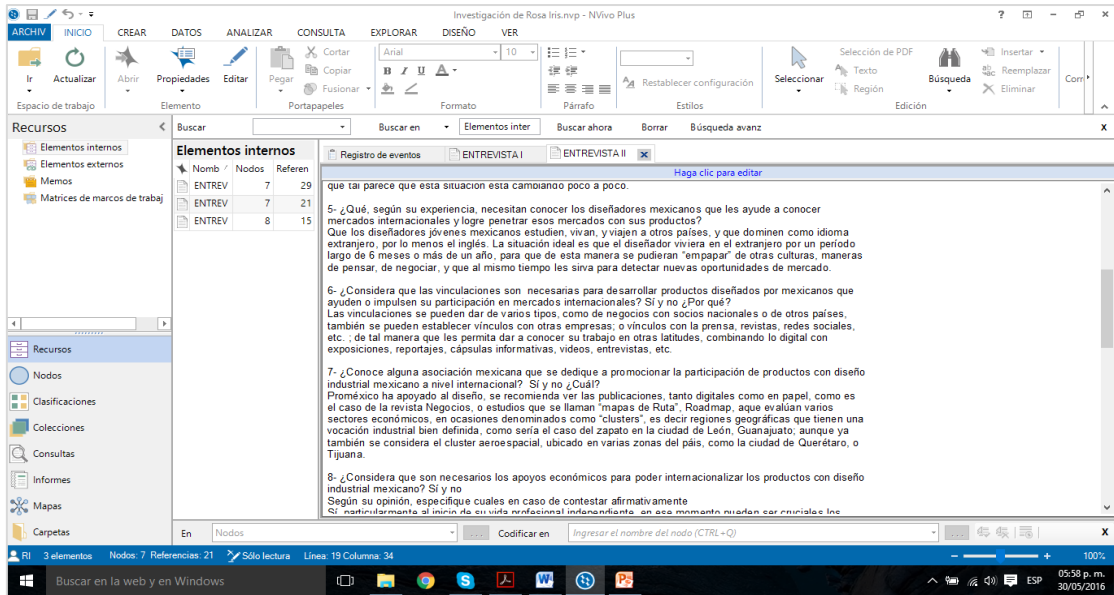 Investigación de Rosa Iris.nvp - NVivo Plus
ARCHIV INICIO CREAR DATOS ANALIZAR CONSULTA EXPLORAR DISEÑO VER
Ir Actualizar Abrir Propiedades Editar Pegar
Cortar
Copiar
Fusionar
Arial 10
B I U A
Restablecer configuración
Seleccionar
Selección de PDF
Texto
Región
Búsqueda
Insertar
Reemplazar
Eliminar
Corr
Espacio de trabajo Elemento Portapapeles Formato Párrafo Estilos Edición
Recursos
Buscar Buscar en Elementos inter Buscar ahora Borrar Búsqueda avanz x
Elementos internos
Elementos externos
Memos
Matrices de marcos de trabaj
Elementos internos
Nomb Nodos Referen
ENTREV 7 29
ENTREV 7 21
ENTREV 8 15
Registro de eventos ENTREVISTA I ENTREVISTA II
Haga clic para editar
que tal parece que esta situación está cambiando poco a poco.
5- ¿Qué, según su experiencia, necesitan conocer los diseñadores mexicanos que les ayude a conocer
mercados internacionales y logre penetrar esos mercados con sus productos?
Que los diseñadores jóvenes mexicanos estudien, vivan, y viajen a otros países, y que dominen como idioma
extranjero, por lo menos el inglés. La situación ideal es que el diseñador viviera en el extranjero por un período
largo de 6 meses o más de un año, para que de esta manera se pudieran "empapar" de otras culturas, maneras
de pensar, de negociar, y que al mismo tiempo les sirva para detectar nuevas oportunidades de mercado.
6- ¿Considera que las vinculaciones son necesarias para desarrollar productos diseñados por mexicanos que
ayuden o impulsen su participación en mercados internacionales? Sí y no ¿Por qué?
Las vinculaciones se pueden dar de varios tipos, como de negocios con socios nacionales o de otros países,
también se pueden establecer vínculos con otras empresas; o vínculos con la prensa, revistas, redes sociales,
etc. ; de tal manera que les permita dar a conocer su trabajo en otras latitudes, combinando lo digital con
exposiciones, reportajes, cápsulas informativas, videos, entrevistas, etc.
7- ¿Conoce alguna asociación mexicana que se dedique a promocionar la participación de productos con diseño
industrial mexicano a nivel internacional? Sí y no ¿Cuál?
Proméxico ha apoyado al diseño, se recomienda ver las publicaciones, tanto digitales como en papel, como es
el caso de la revista Negocios, o estudios que se llaman "mapas de Ruta", Roadmap, aque evalúan varios
sectores económicos, en ocasiones denominados como "clusters", es decir regiones geográficas que tienen una
vocación industrial bien definida, como sería el caso del zapato en la ciudad de León, Guanajuato; aunque ya
también se considera el cluster aeroespacial, ubicado en varias zonas del páis, como la ciudad de Querétaro, o
Tijuana.
8- ¿Considera que son necesarios los apoyos económicos para poder internacionalizar los productos con diseño
industrial mexicano? Sí y no
Según su opinión, especifique cuales en caso de contestar afirmativamente
Sí, particularmente al inicio de su vida profesional independiente, en ese momento pueden ser cruciales los
Recursos
Nodos
Clasificaciones
Colecciones
Consultas
Informes
Mapas
Carpetas
En Nodos ... Codificar en Ingresar el nombre del nodo (CTRL+Q) ... x
RI 3 elementos Nodos: 7 Referencias: 21 Sólo lectura Línea: 19 Columna: 34 100%
Buscar en la web y en Windows
ESP
05:58 p. m.
30/05/2016